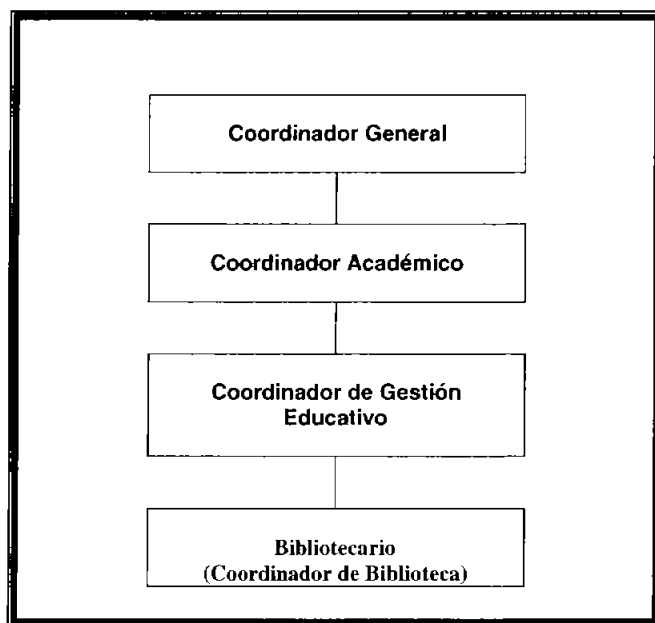 Coordinador General
Coordinador Académico
Coordinador de Gestión
Educativo
Bibliotecario
(Coordinador de Biblioteca)